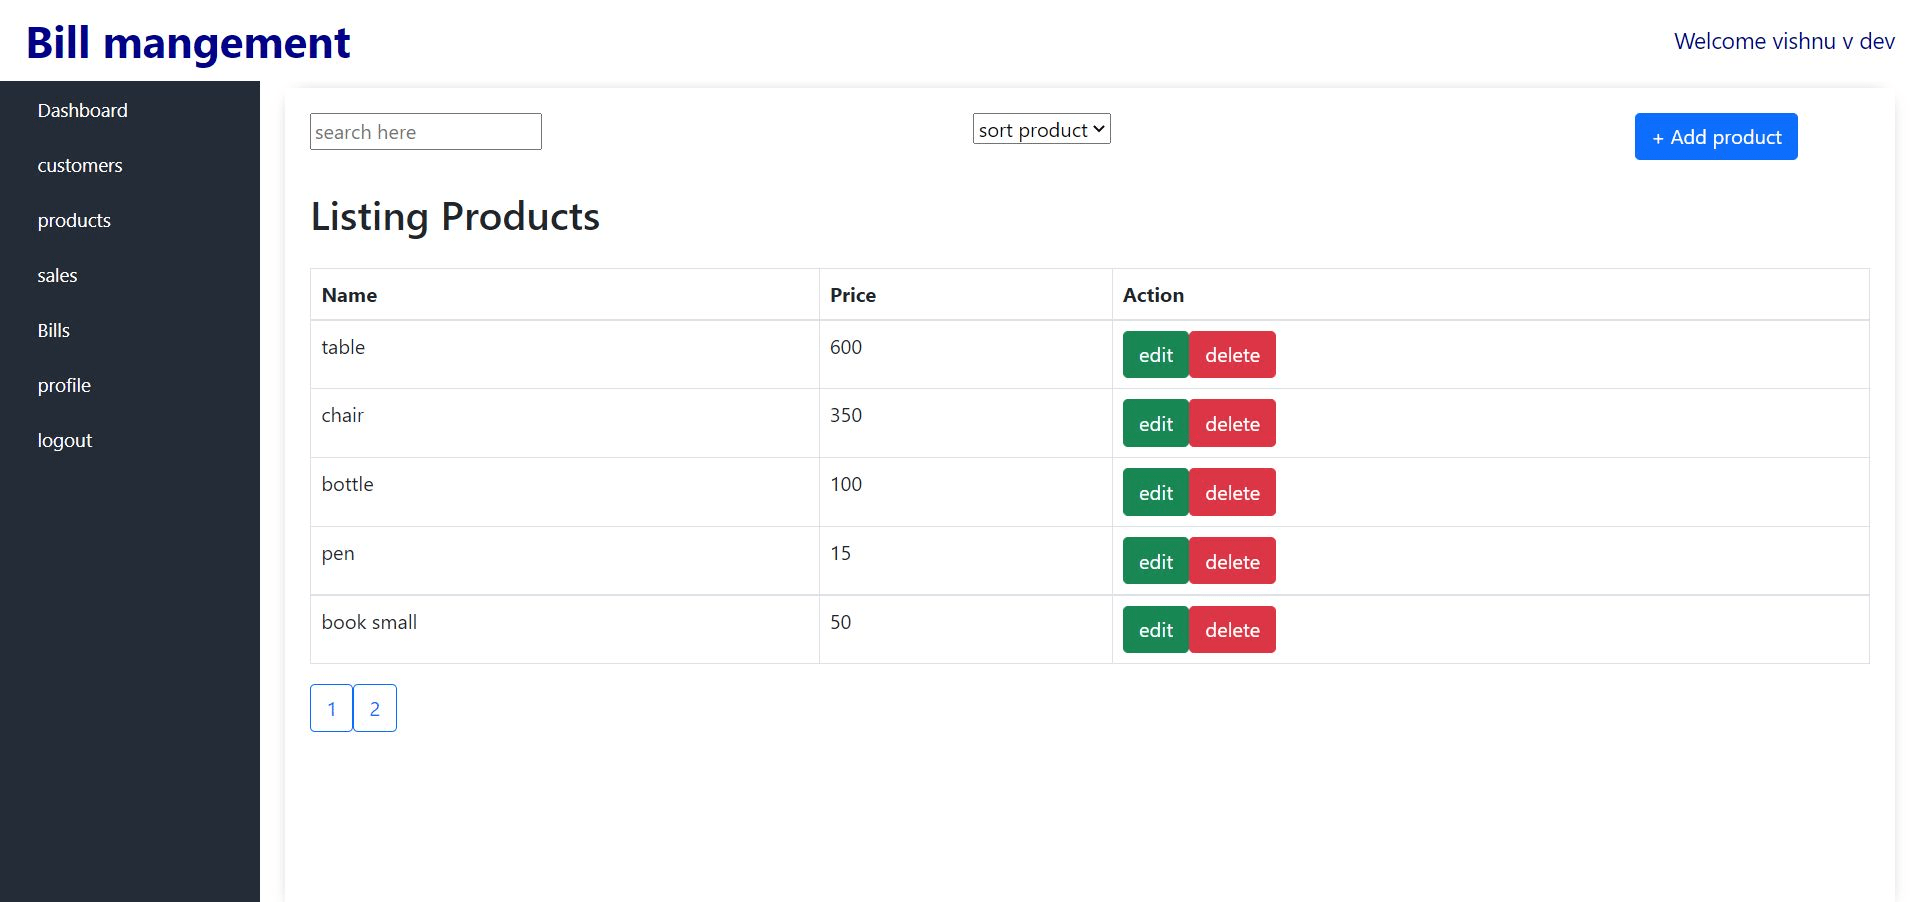 Bill mangement
Welcome vishnu v dev
Dashboard
customers
products
sales
Bills
profile
logout
search here
sort product
+ Add product
Listing Products
Name Price Action
table 600 edit delete
chair 350 edit delete
bottle 100 edit delete
pen 15 edit delete
book small 50 edit delete
1 2